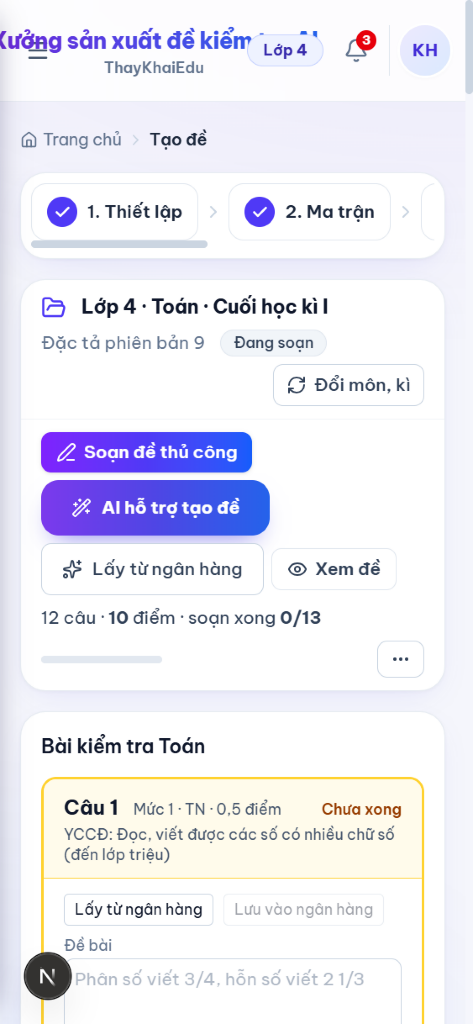 Xưởng sản xuất đề kiểm
Lớp 4
3
KH
ThayKhaiEdu
Trang chủ
Tạo đề
1. Thiết lập
2. Ma trận
Lớp 4 · Toán · Cuối học kì I
Đặc tả phiên bản 9
Đang soạn
Đổi môn, kì
Soạn đề thủ công
AI hỗ trợ tạo đề
Lấy từ ngân hàng
Xem đề
12 câu · 10 điểm · soạn xong 0/13
Bài kiểm tra Toán
Câu 1 Mức 1 · TN · 0,5 điểm Chưa xong
YCCĐ: Đọc, viết được các số có nhiều chữ số
(đến lớp triệu)
Lấy từ ngân hàng
Lưu vào ngân hàng
Đề bài
N
Phân số viết 3/4, hỗn số viết 2 1/3